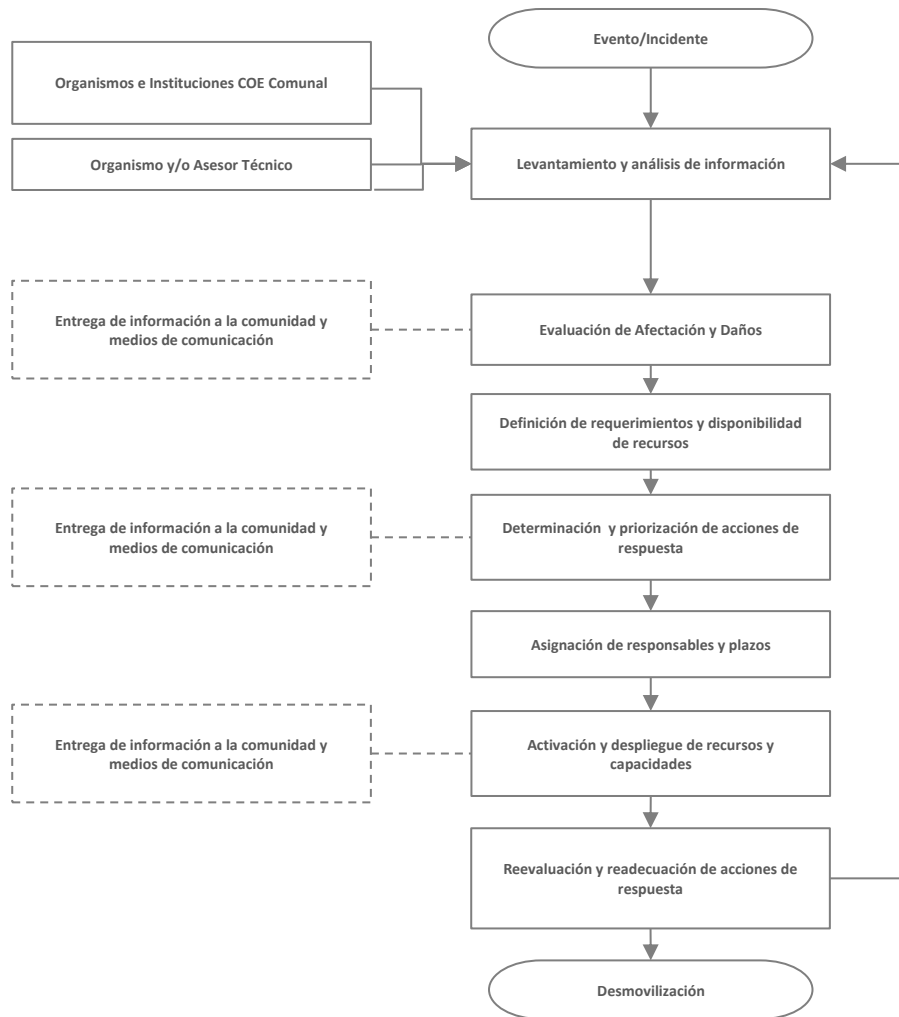 Evento/Incidente
Organismos e Instituciones COE Comunal
Organismo y/o Asesor Técnico
Levantamiento y análisis de información
Entrega de información a la comunidad y
medios de comunicación
Evaluación de Afectación y Daños
Definición de requerimientos y disponibilidad
de recursos
Entrega de información a la comunidad y
medios de comunicación
Determinación y priorización de acciones de
respuesta
Asignación de responsables y plazos
Entrega de información a la comunidad y
medios de comunicación
Activación y despliegue de recursos y
capacidades
Reevaluación y readecuación de acciones de
respuesta
Desmovilización